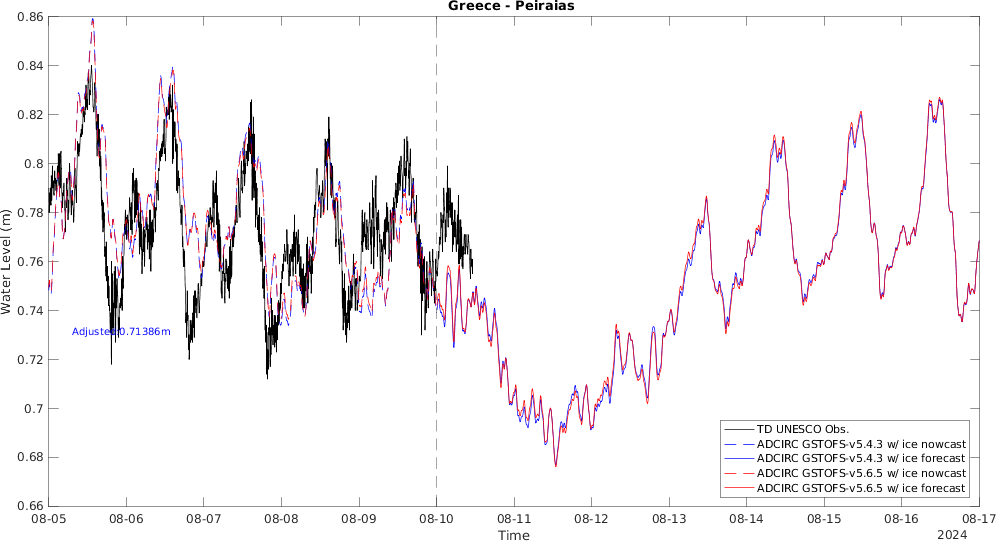 Greece - Peiraias
0.86
0.84
0.82
0.8
0.78
0.76
0.74
0.72
0.7
0.68
0.66
Water Level (m)
Adjusted:0.71386m
TD UNESCO Obs.
ADCIRC GSTOFS-v5.4.3 w/ ice nowcast
ADCIRC GSTOFS-v5.4.3 w/ ice forecast
ADCIRC GSTOFS-v5.6.5 w/ ice nowcast
ADCIRC GSTOFS-v5.6.5 w/ ice forecast
08-05 08-06 08-07 08-08 08-09 08-10 08-11 08-12 08-13 08-14 08-15 08-16 08-17
Time
2024